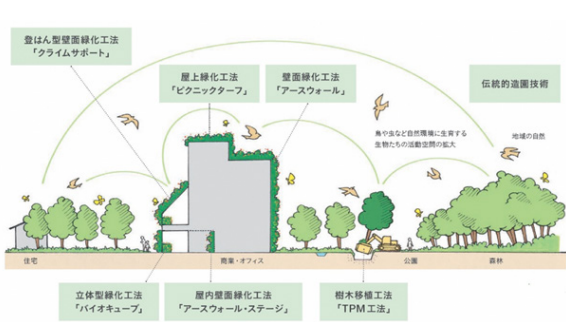 登はん型壁面緑化工法
「クライムサポート」
屋上緑化工法
「ピクニックターフ」
壁面緑化工法
「アースウォール」
伝統的造園技術
鳥や虫など自然環境に生育する
生物たちの活動空間の拡大
地域の自然
住宅
商業・オフィス
公園
森林
立体型緑化工法
「バイオキューブ」
屋内壁面緑化工法
「アースウォール・ステージ」
樹木移植工法
「TPM工法」